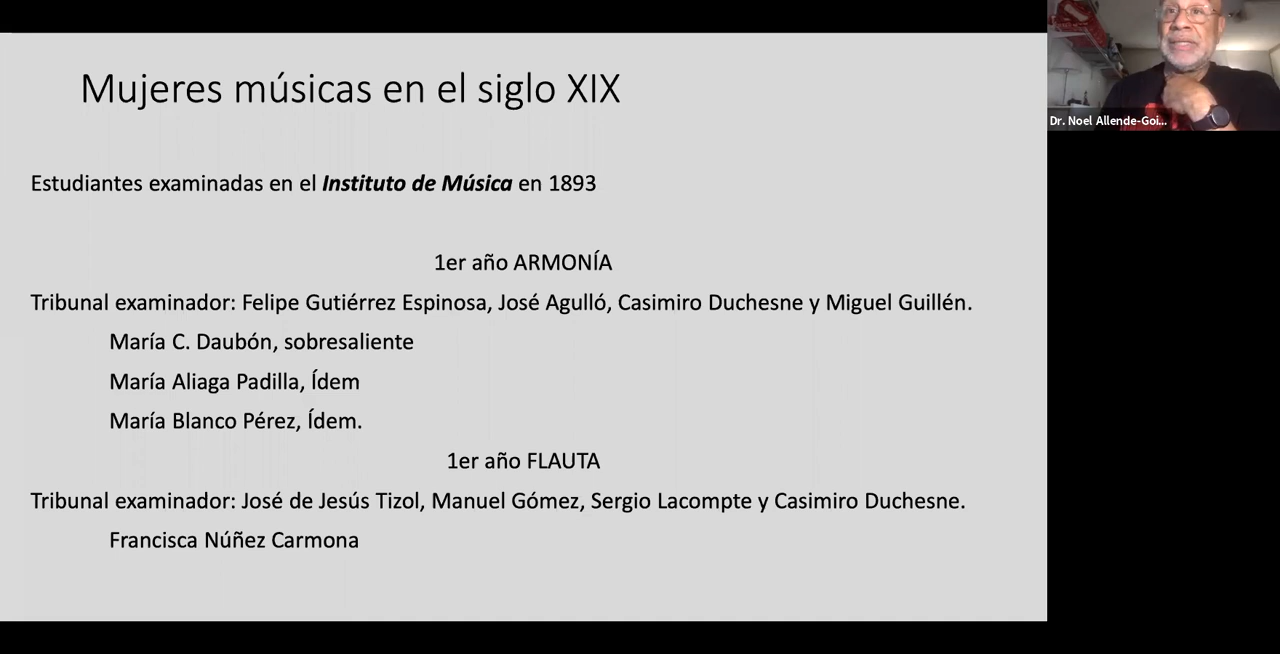 Mujeres músicas en el siglo XIX
Estudiantes examinadas en el Instituto de Música en 1893
1er año ARMONÍA
Tribunal examinador: Felipe Gutiérrez Espinosa, José Agulló, Casimiro Duchesne y Miguel Guillén.
María C. Daubón, sobresaliente
María Aliaga Padilla, Ídem
María Blanco Pérez, Ídem.
1er año FLAUTA
Tribunal examinador: José de Jesús Tizol, Manuel Gómez, Sergio Lacompte y Casimiro Duchesne.
Francisca Núñez Carmona
Dr. Noel Allende-Goi...